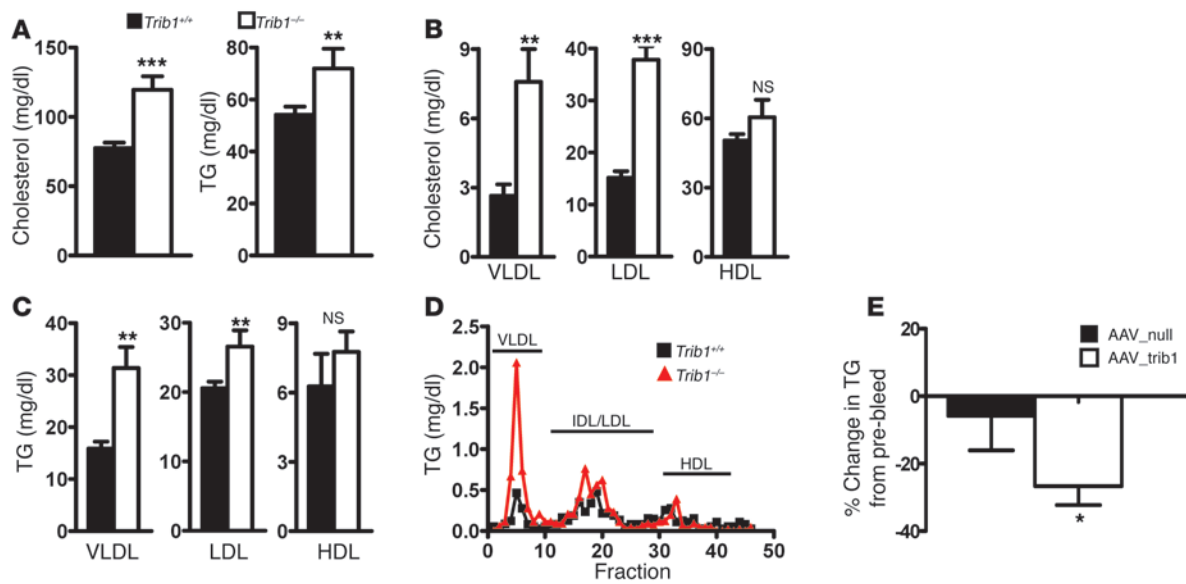 A
Trib1+/+
Trib1−/−
Cholesterol (mg/dl)
150
100
50
0
***
TG (mg/dl)
80
60
40
20
0
**
B
Cholesterol (mg/dl)
9
6
3
0
**
VLDL
40
30
20
10
0
***
LDL
90
60
30
0
NS
HDL
C
TG (mg/dl)
40
30
20
10
0
**
VLDL
30
20
10
0
**
LDL
9
6
3
0
NS
HDL
D
TG (mg/dl)
2.5
2.0
1.5
1.0
0.5
0.0
VLDL
Trib1+/+
Trib1−/−
IDL/LDL
HDL
0 10 20 30 40 50
Fraction
E
% Change in TG
from pre-bleed
20
0
-20
-40
AAV_null
AAV_trib1
*